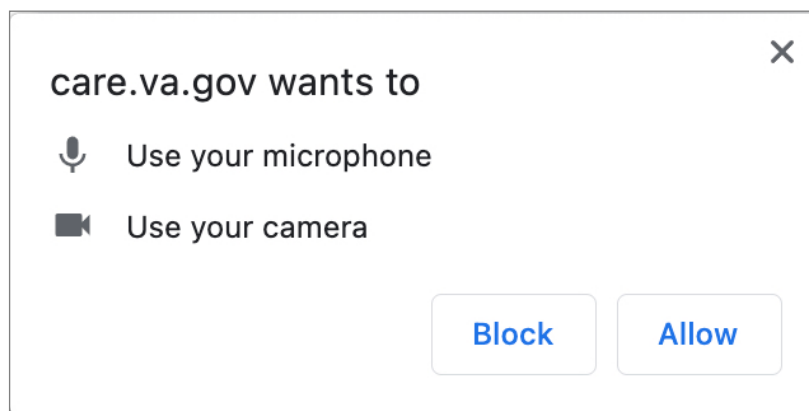 care.va.gov wants to
Use your microphone
Use your camera
Block Allow